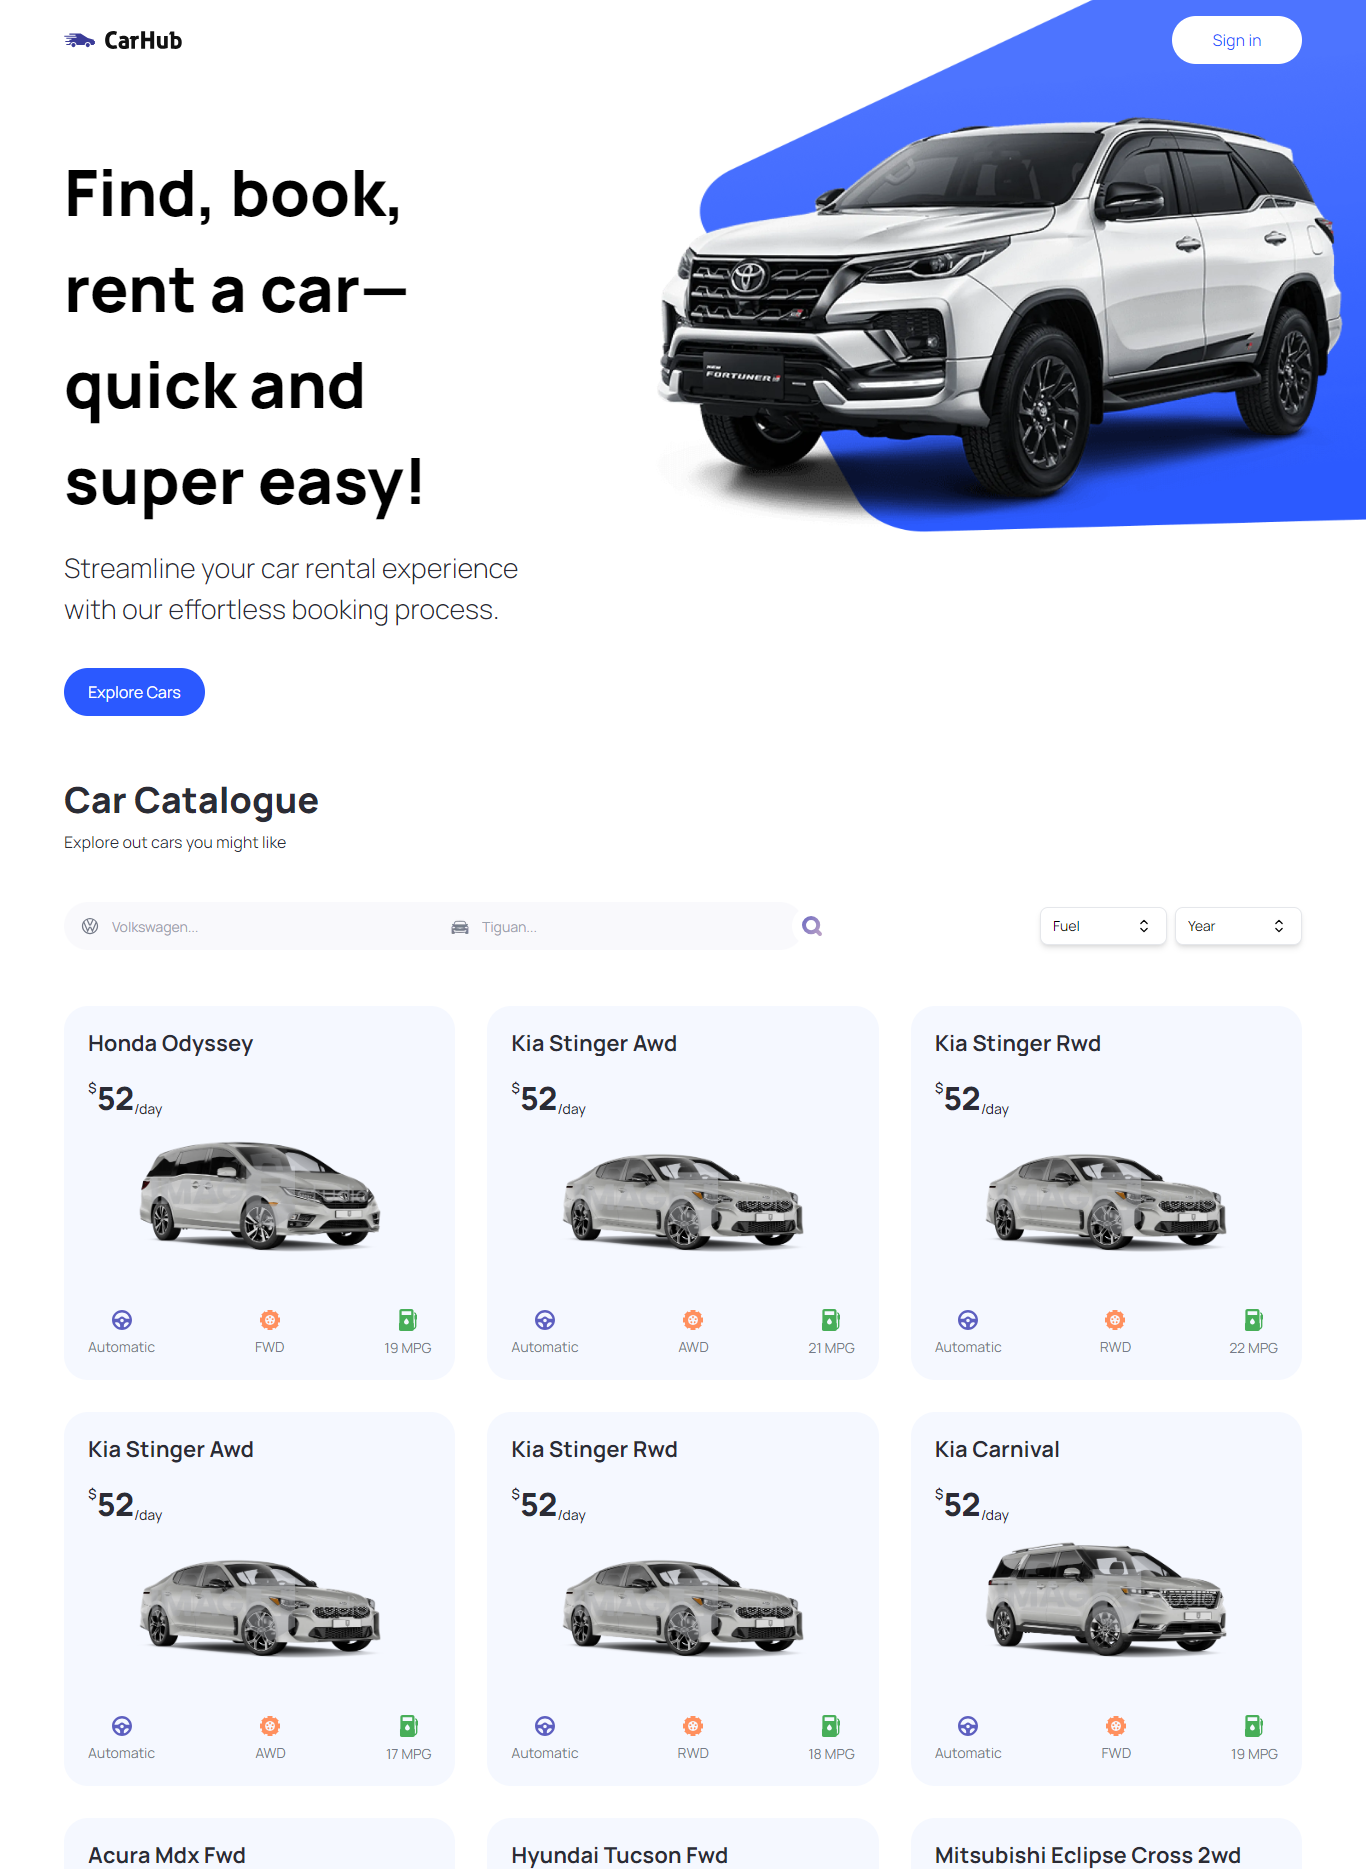 CarHub
Sign in
Find, book,
rent a car—
quick and
super easy!
NEW
FORTUNER
Streamline your car rental experience
with our effortless booking process.
Explore Cars
Car Catalogue
Explore out cars you might like
Volkswagen...
Tiguan...
Fuel
Year
Honda Odyssey
$52/day
Automatic
FWD
19 MPG
Kia Stinger Awd
$52/day
Automatic
AWD
21 MPG
Kia Stinger Rwd
$52/day
Automatic
RWD
22 MPG
Kia Stinger Awd
$52/day
Automatic
AWD
17 MPG
Kia Stinger Rwd
$52/day
Automatic
RWD
18 MPG
Kia Carnival
$52/day
Automatic
FWD
19 MPG
Acura Mdx Fwd
Hyundai Tucson Fwd
Mitsubishi Eclipse Cross 2wd